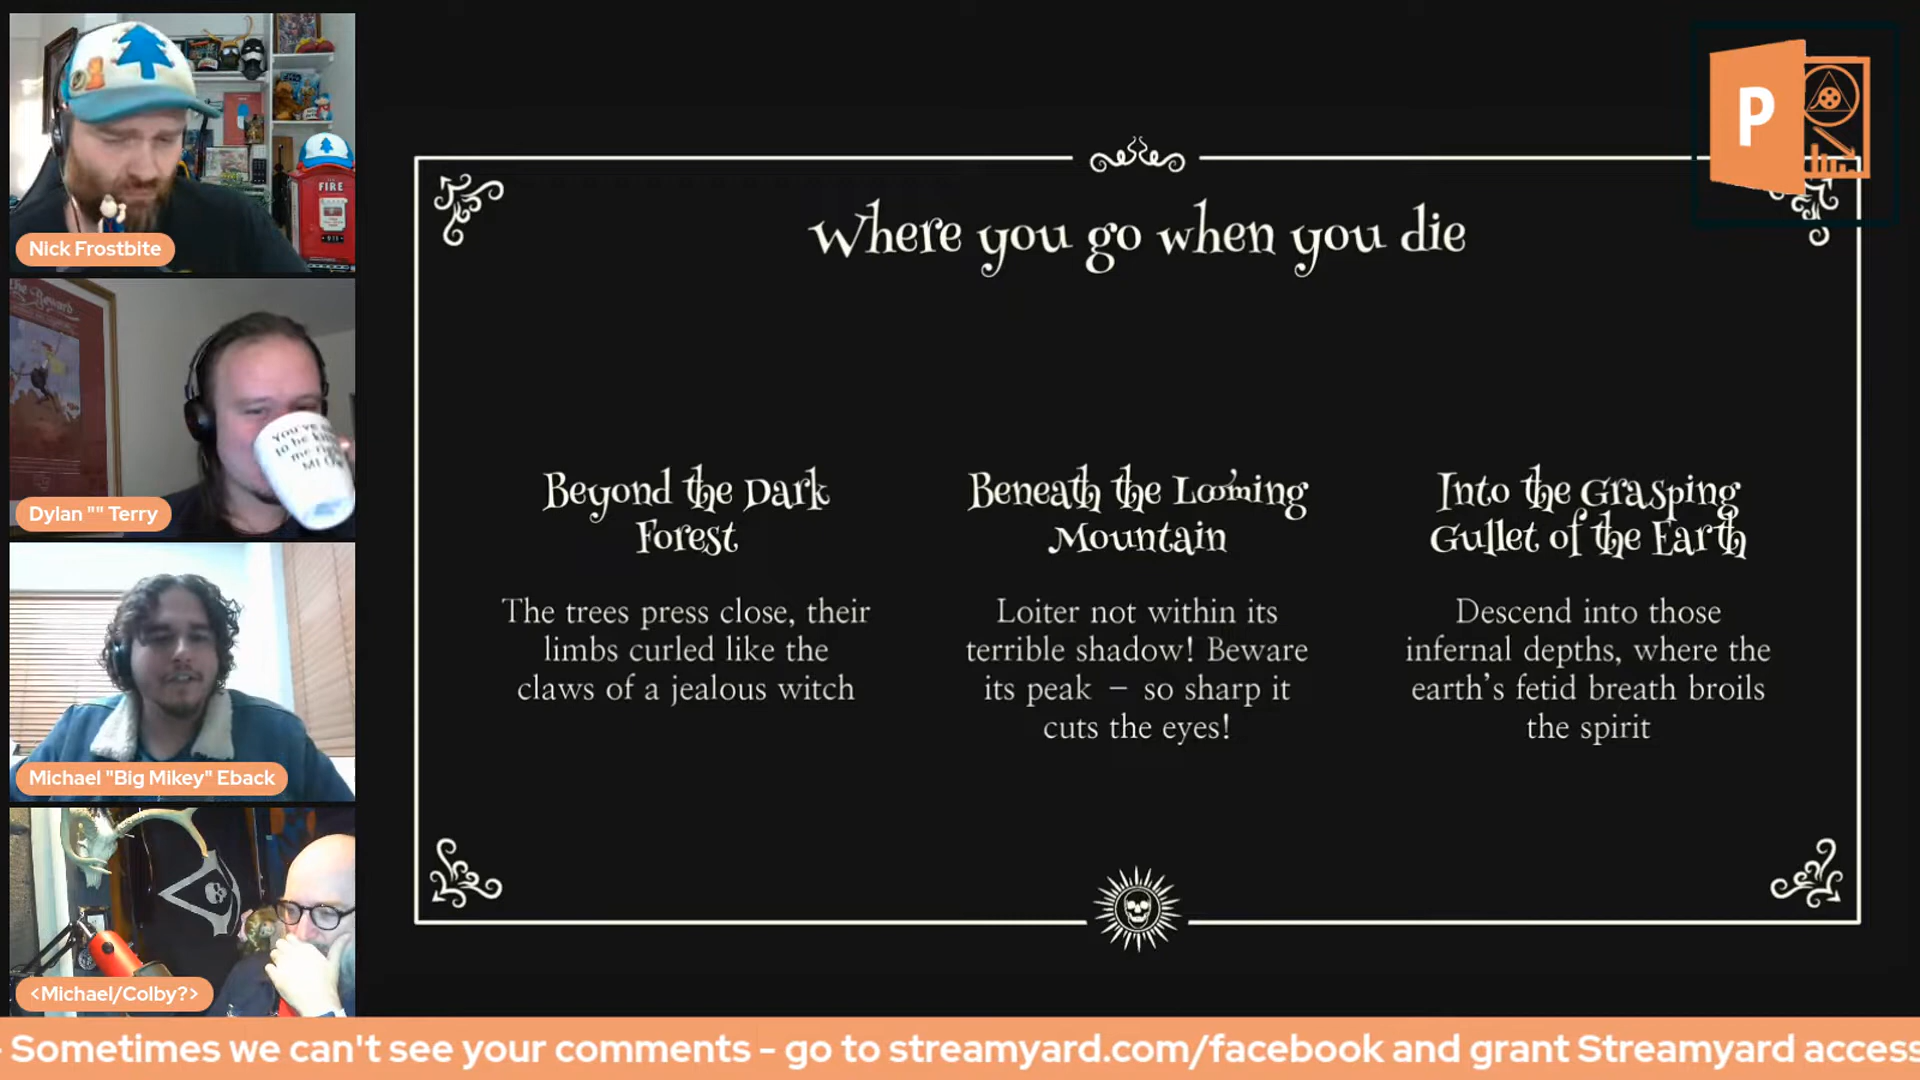 Nick Frostbite
FIRE
Dylan "" Terry
Michael "Big Mikey" Eback
<Michael/Colby?>
P
Where you go when you die
Beyond the Dark
Forest
The trees press close, their
limbs curled like the
claws of a jealous witch
Beneath the Looming
Mountain
Loiter not within its
terrible shadow! Beware
its peak – so sharp it
cuts the eyes!
Into the Grasping
Gullet of the Earth
Descend into those
infernal depths, where the
earth's fetid breath broils
the spirit
Sometimes we can't see your comments - go to streamyard.com/facebook and grant Streamyard access